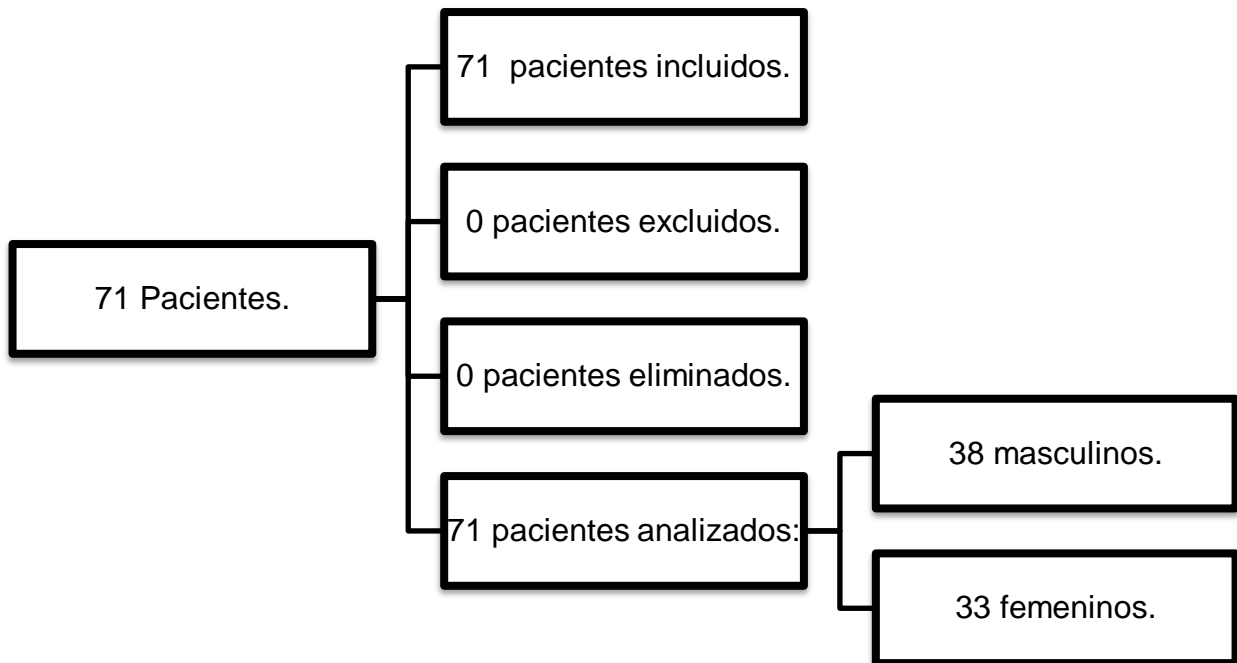 71 Pacientes.
71 pacientes incluidos.
0 pacientes excluidos.
0 pacientes eliminados.
71 pacientes analizados:
38 masculinos.
33 femeninos.